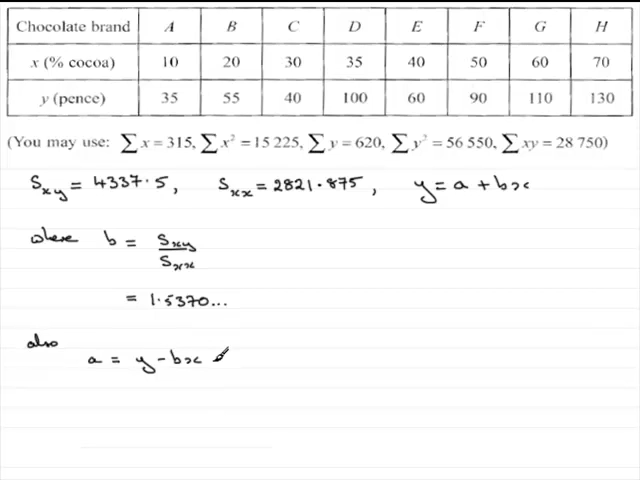 Chocolate brand A B C D E F G H
x (% cocoa) 10 20 30 35 40 50 60 70
y (pence) 35 55 40 100 60 90 110 130
(You may use: ∑x = 315, ∑x² = 15 225, ∑y = 620, ∑y² = 56 550, ∑xy = 28 750)
Sxy = 4337.5, Sxx = 2821.875, y = a + bx
where b = Sxy/Sxx
= 1.5370...
also
a = y - bx